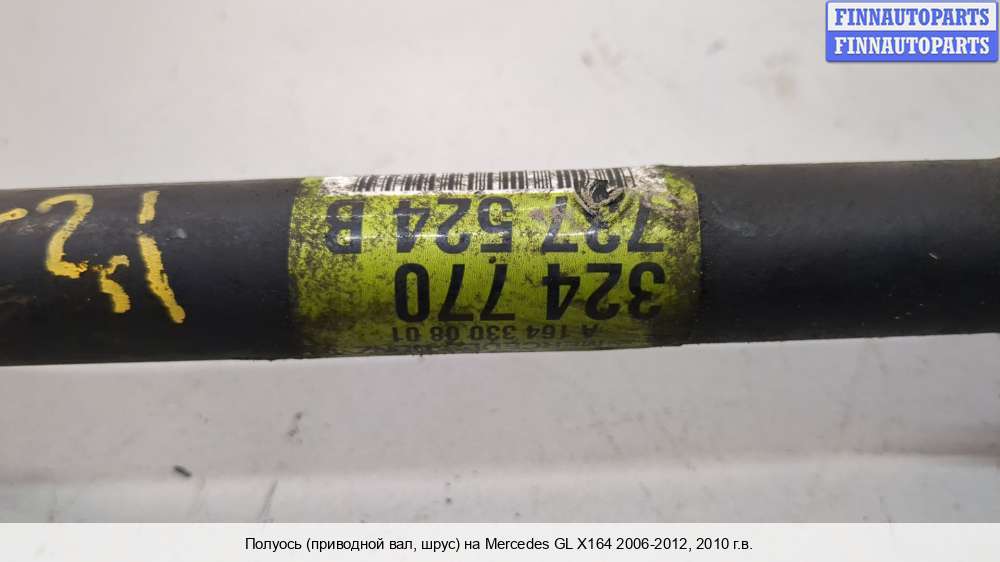 FINNAUTOPARTS
FINNAUTOPARTS
A 164 330 08 01
324 770
727 524 B
Полуось (приводной вал, шрус) на Mercedes GL X164 2006-2012, 2010 г.в.